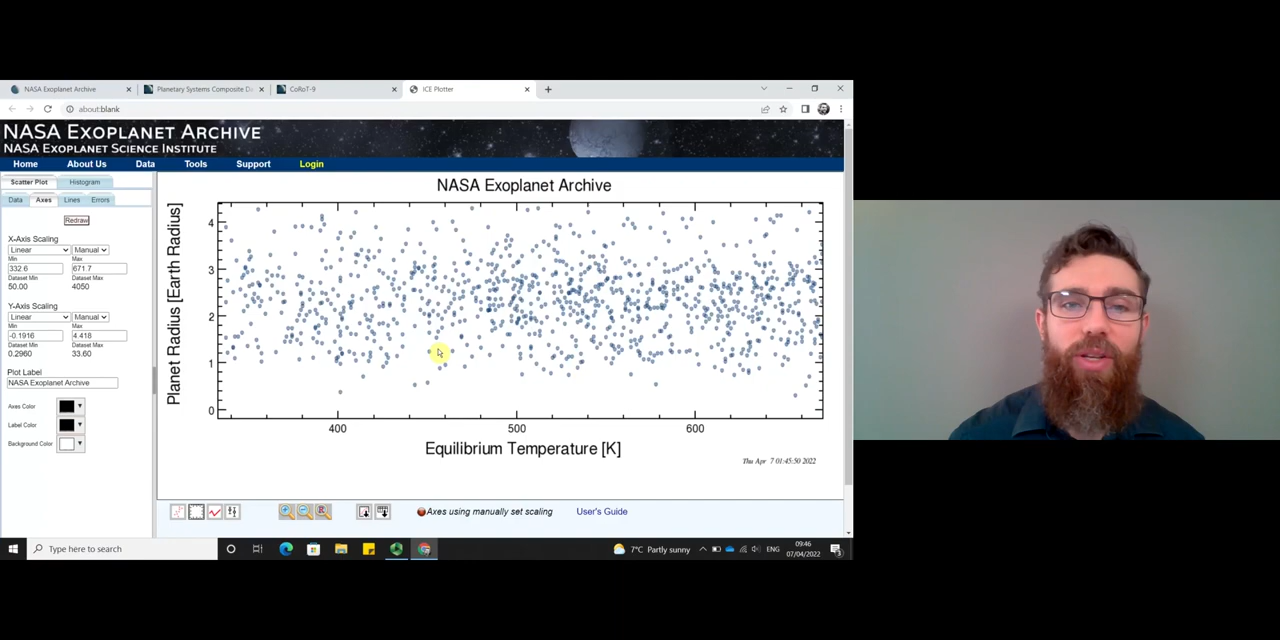 NASA Exoplanet Archive
Planetary Systems Composite D
CoRoT-9
ICE Plotter
about:blank
NASA EXOPLANET ARCHIVE
NASA EXOPLANET SCIENCE INSTITUTE
Home About Us Data Tools Support Login
Scatter Plot Histogram
Data Axes Lines Errors
Redraw
X-Axis Scaling
Linear Manual
Min Max
332.6 671.7
Dataset Min Dataset Max
50.00 4050
Y-Axis Scaling
Linear Manual
Min Max
-0.1916 4.418
Dataset Min Dataset Max
0.2960 33.60
Plot Label
NASA Exoplanet Archive
Axes Color
Label Color
Background Color
NASA Exoplanet Archive
Planet Radius [Earth Radius]
4
3
2
1
0
400 500 600
Equilibrium Temperature [K]
Thu Apr 7 01:45:50 2022
Axes using manually set scaling User's Guide
Type here to search
7°C Partly sunny
ENG
09:46
07/04/2022